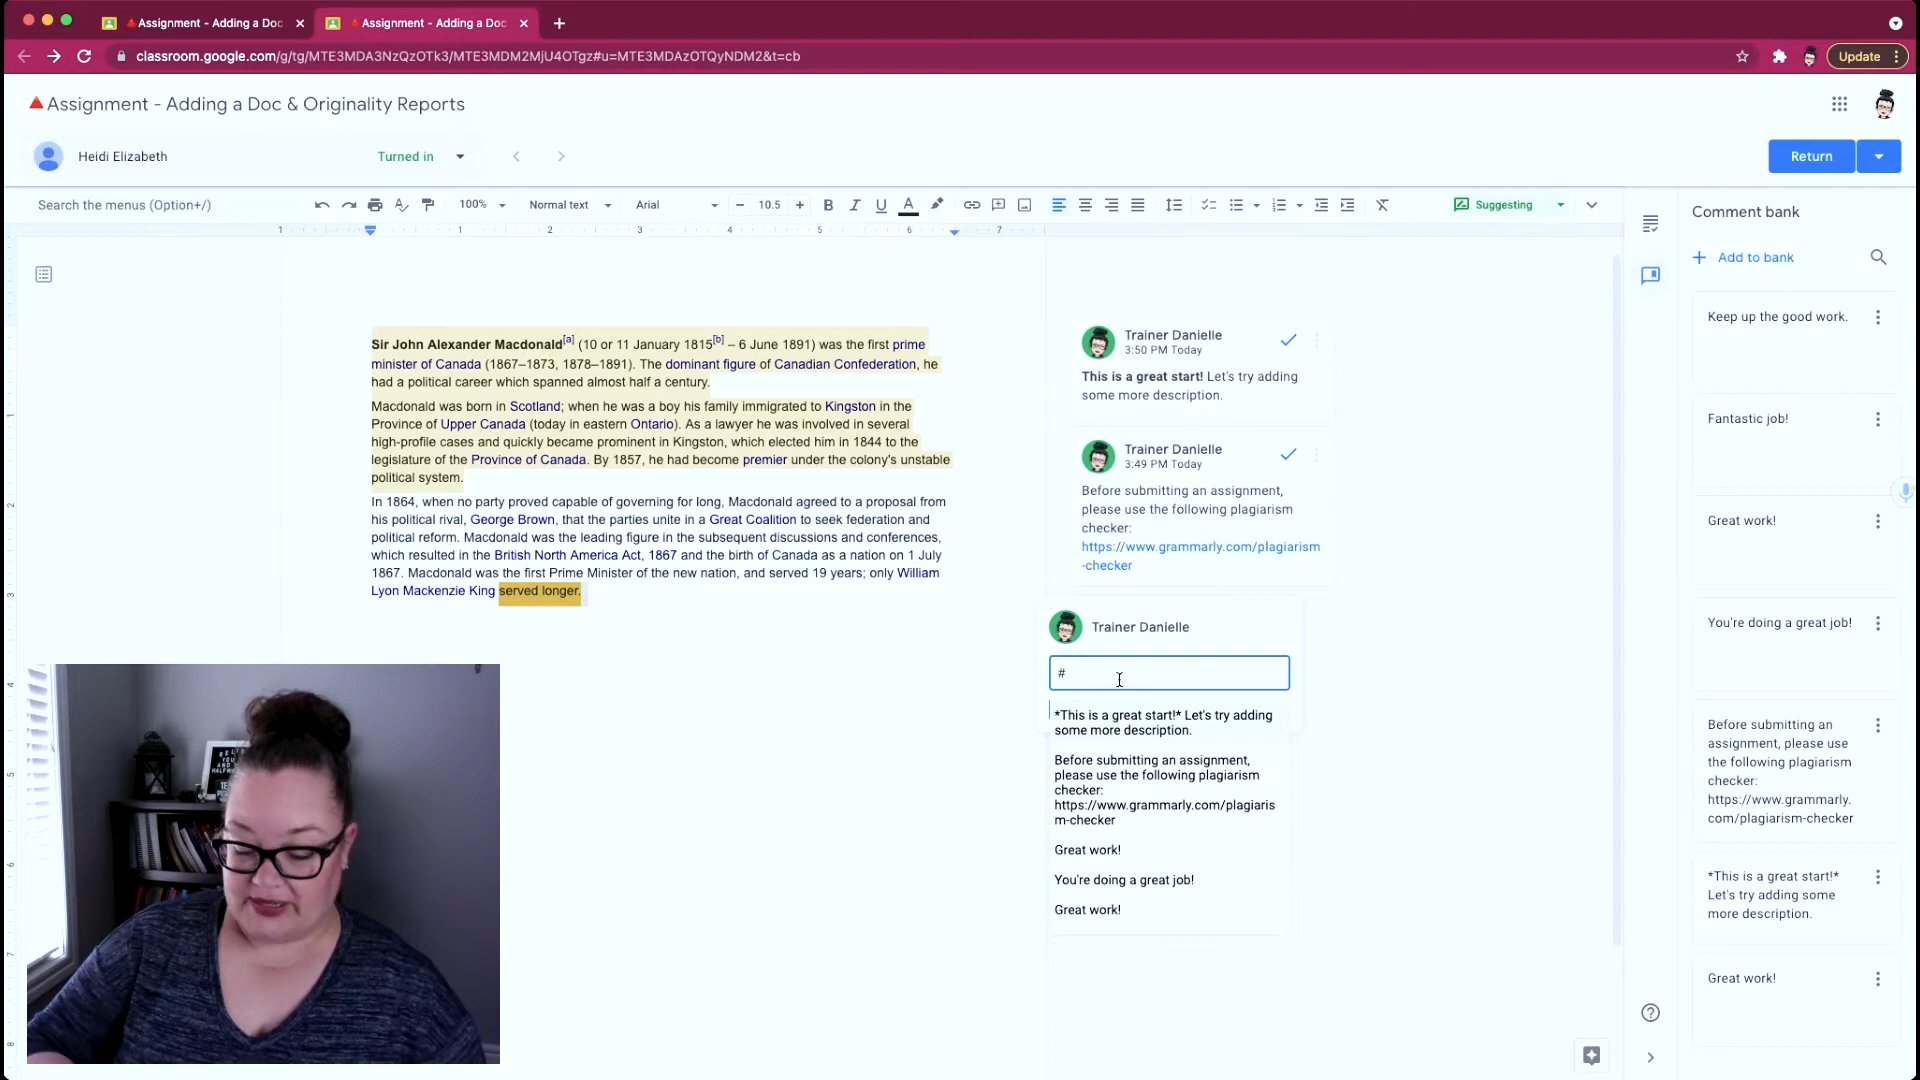 Assignment - Adding a Doc
Assignment - Adding a Doc
classroom.google.com/g/tg/MTE3MDA3NzQzOTk3/MTE3MDM2MjU4OTgz#u=MTE3MDAzOTQyNDM2&t=cb
Update
Assignment - Adding a Doc & Originality Reports
Heidi Elizabeth
Turned in
Return
Search the menus (Option+/)
100%
Normal text
Arial
10.5
B I U A
Suggesting
1 1 2 3 4 5 6 7
Sir John Alexander Macdonald[a] (10 or 11 January 1815[b] – 6 June 1891) was the first prime
minister of Canada (1867–1873, 1878–1891). The dominant figure of Canadian Confederation, he
had a political career which spanned almost half a century.
Macdonald was born in Scotland; when he was a boy his family immigrated to Kingston in the
Province of Upper Canada (today in eastern Ontario). As a lawyer he was involved in several
high-profile cases and quickly became prominent in Kingston, which elected him in 1844 to the
legislature of the Province of Canada. By 1857, he had become premier under the colony's unstable
political system.
In 1864, when no party proved capable of governing for long, Macdonald agreed to a proposal from
his political rival, George Brown, that the parties unite in a Great Coalition to seek federation and
political reform. Macdonald was the leading figure in the subsequent discussions and conferences,
which resulted in the British North America Act, 1867 and the birth of Canada as a nation on 1 July
1867. Macdonald was the first Prime Minister of the new nation, and served 19 years; only William
Lyon Mackenzie King served longer.
Trainer Danielle
3:50 PM Today
This is a great start! Let's try adding
some more description.
Trainer Danielle
3:49 PM Today
Before submitting an assignment,
please use the following plagiarism
checker:
https://www.grammarly.com/plagiarism
-checker
Trainer Danielle
#
*This is a great start!* Let's try adding
some more description.
Before submitting an assignment,
please use the following plagiarism
checker:
https://www.grammarly.com/plagiaris
m-checker
Great work!
You're doing a great job!
Great work!
Comment bank
Add to bank
Keep up the good work.
Fantastic job!
Great work!
You're doing a great job!
Before submitting an
assignment, please use
the following plagiarism
checker:
https://www.grammarly.
com/plagiarism-checker
*This is a great start!*
Let's try adding some
more description.
Great work!